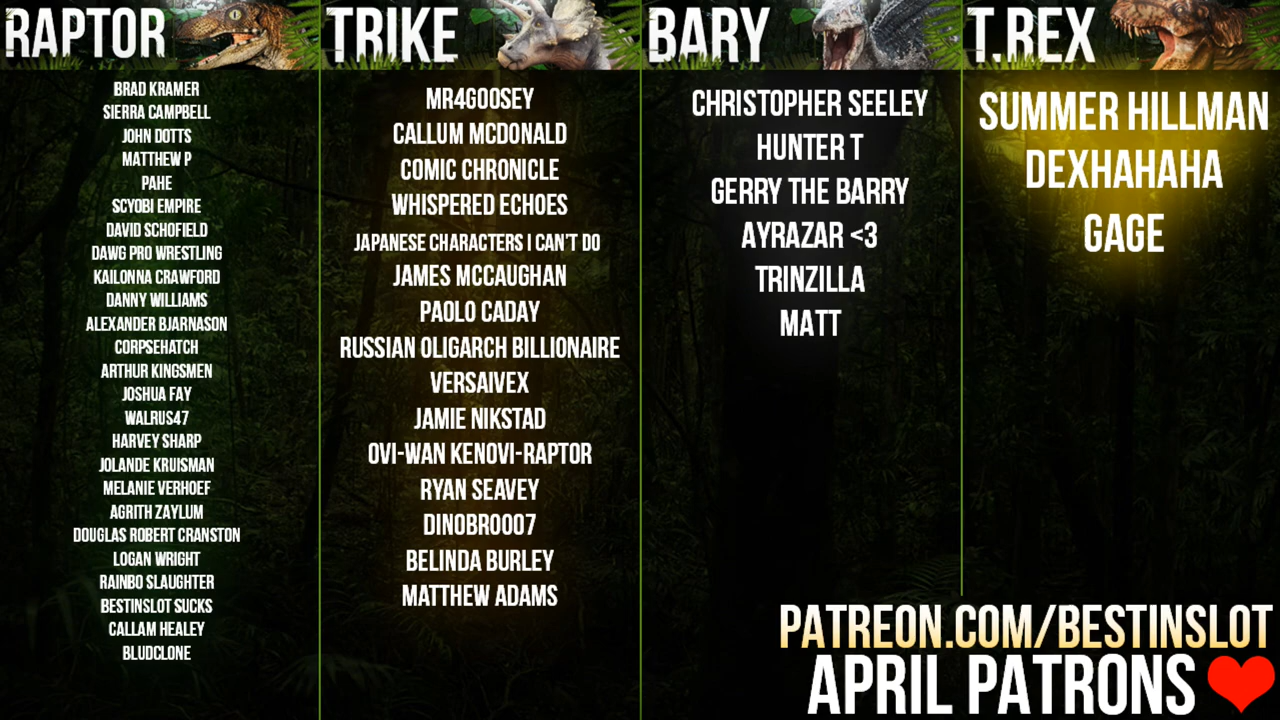 RAPTOR
BRAD KRAMER
SIERRA CAMPBELL
JOHN DOTTS
MATTHEW P
PAHE
SCYOBI EMPIRE
DAVID SCHOFIELD
DAWG PRO WRESTLING
KAILONNA CRAWFORD
DANNY WILLIAMS
ALEXANDER BJARNASON
CORPSEHATCH
ARTHUR KINGSMEN
JOSHUA FAY
WALRUS47
HARVEY SHARP
JOLANDE KRUISMAN
MELANIE VERHOEF
AGRITH ZAYLUM
DOUGLAS ROBERT CRANSTON
LOGAN WRIGHT
RAINBO SLAUGHTER
BESTINSLOT SUCKS
CALLAM HEALEY
BLUDCLONE
TRIKE
MR4GOOSEY
CALLUM MCDONALD
COMIC CHRONICLE
WHISPERED ECHOES
JAPANESE CHARACTERS I CAN'T DO
JAMES MCCAUGHAN
PAOLO CADAY
RUSSIAN OLIGARCH BILLIONAIRE
VERSAIVEX
JAMIE NIKSTAD
OVI-WAN KENOVI-RAPTOR
RYAN SEAVEY
DINOBRO007
BELINDA BURLEY
MATTHEW ADAMS
BARY
CHRISTOPHER SEELEY
HUNTER T
GERRY THE BARRY
AYRAZAR <3
TRINZILLA
MATT
T.REX
SUMMER HILLMAN
DEXHAHAHA
GAGE
PATREON.COM/BESTINSLOT
APRIL PATRONS ❤